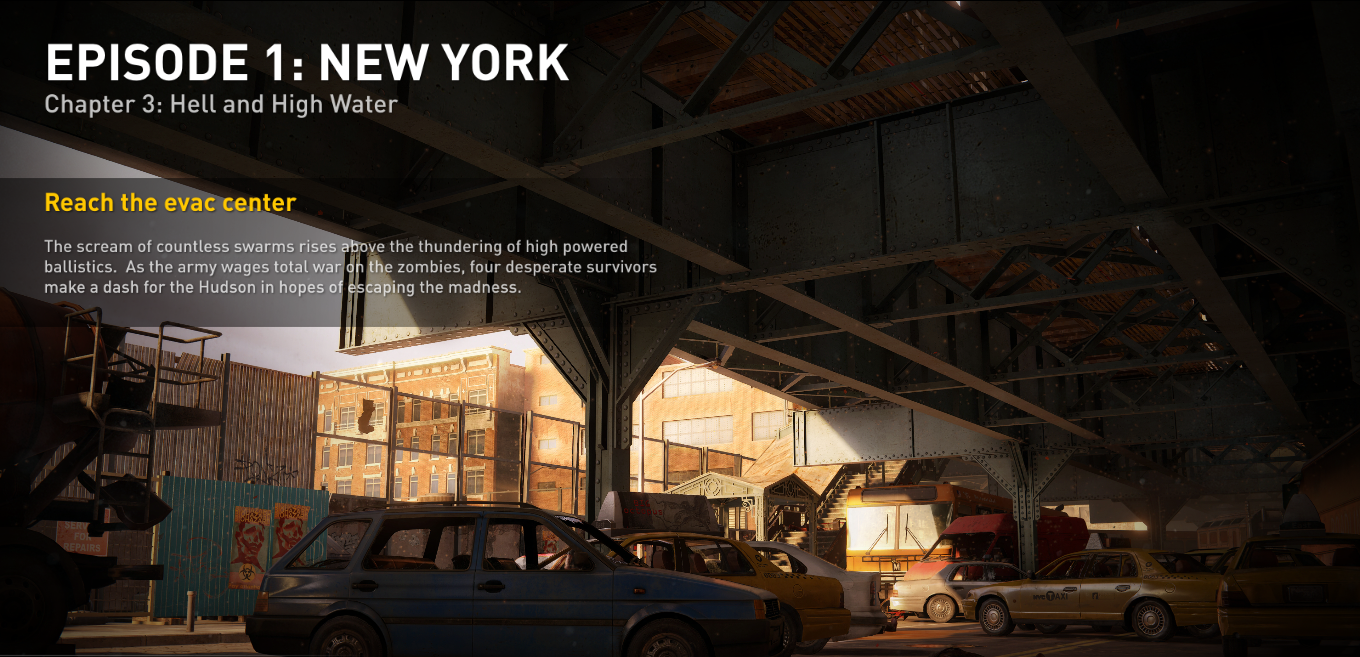 EPISODE 1: NEW YORK
Chapter 3: Hell and High Water
Reach the evac center
The scream of countless swarms rises above the thundering of high powered
ballistics.  As the army wages total war on the zombies, four desperate survivors
make a dash for the Hudson in hopes of escaping the madness.
REPAIRS
TAXI